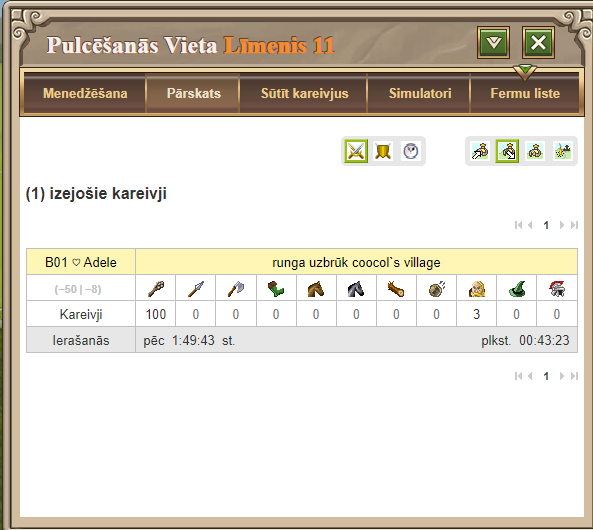 Pulcēšanās Vieta Līmenis 11
Menedžēšana Pārskats Sūtīt kareivjus Simulatori Fermu liste
(1) izejošie kareivji
1
B01 ♡ Adele runga uzbrūk coocol`s village
(−50 | −8)
Kareivji 100 0 0 0 0 0 0 0 3 0 0
Ierašanās pēc 1:49:43 st. plkst. 00:43:23
1